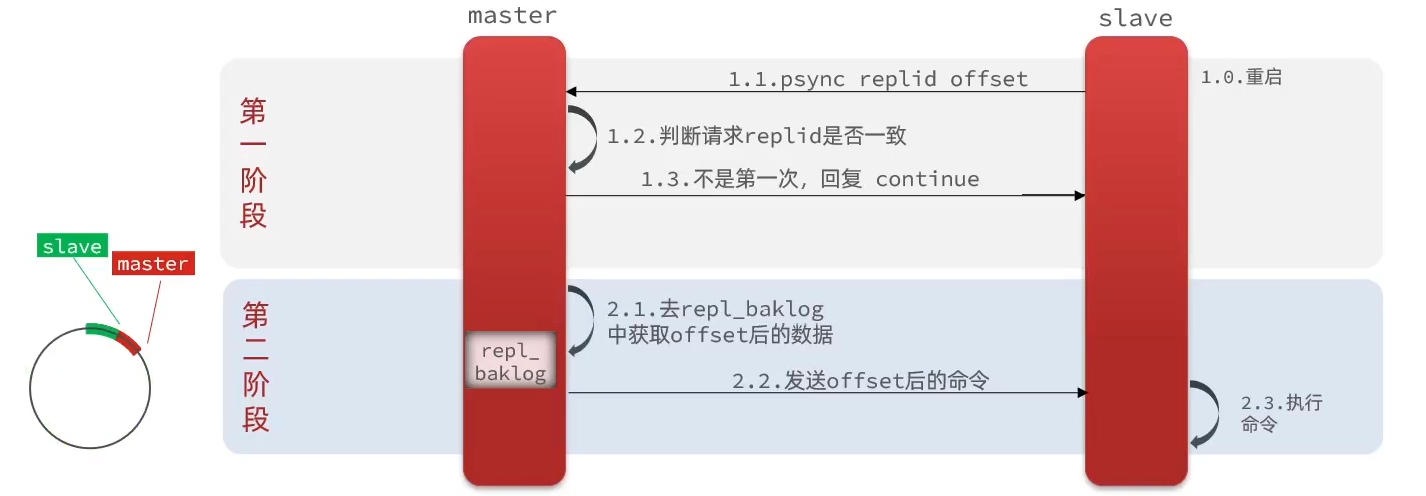 master
slave
第一阶段
1.0.重启
1.1.psync replid offset
1.2.判断请求replid是否一致
1.3.不是第一次，回复 continue
slave
master
第二阶段
2.1.去repl_baklog
中获取offset后的数据
repl_
baklog
2.2.发送offset后的命令
2.3.执行
命令